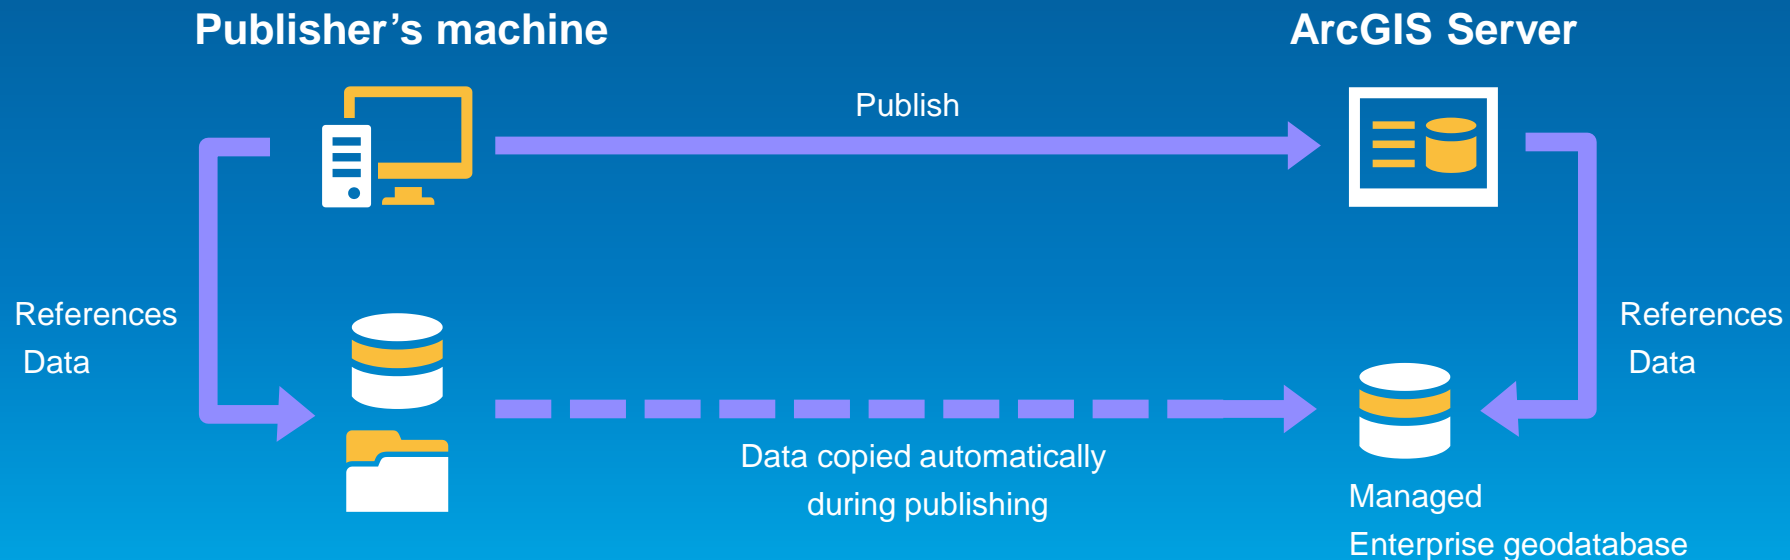 Publisher’s machine
ArcGIS Server
Publish
References
Data
References
Data
Data copied automatically
during publishing
Managed
Enterprise geodatabase